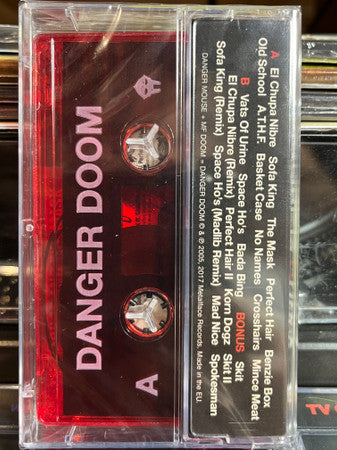 A El Chupa Nibre Sofa King The Mask Perfect Hair Benzie Box
Old School A.T.H.F. Basket Case No Names Crosshairs Mince Meat
B Vats Of Urine Space Ho's Bada Bing BONUS Skit
El Chupa Nibre (Remix) Perfect Hair II Korn Dogz Skit II
Sofa King (Remix) Space Ho's (Madlib Remix) Mad Nice Spokesman
DANGER MOUSE + MF DOOM = DANGER DOOM © & ℗ 2005, 2017 Metalface Records. Made in the EU.
A
DANGER DOOM